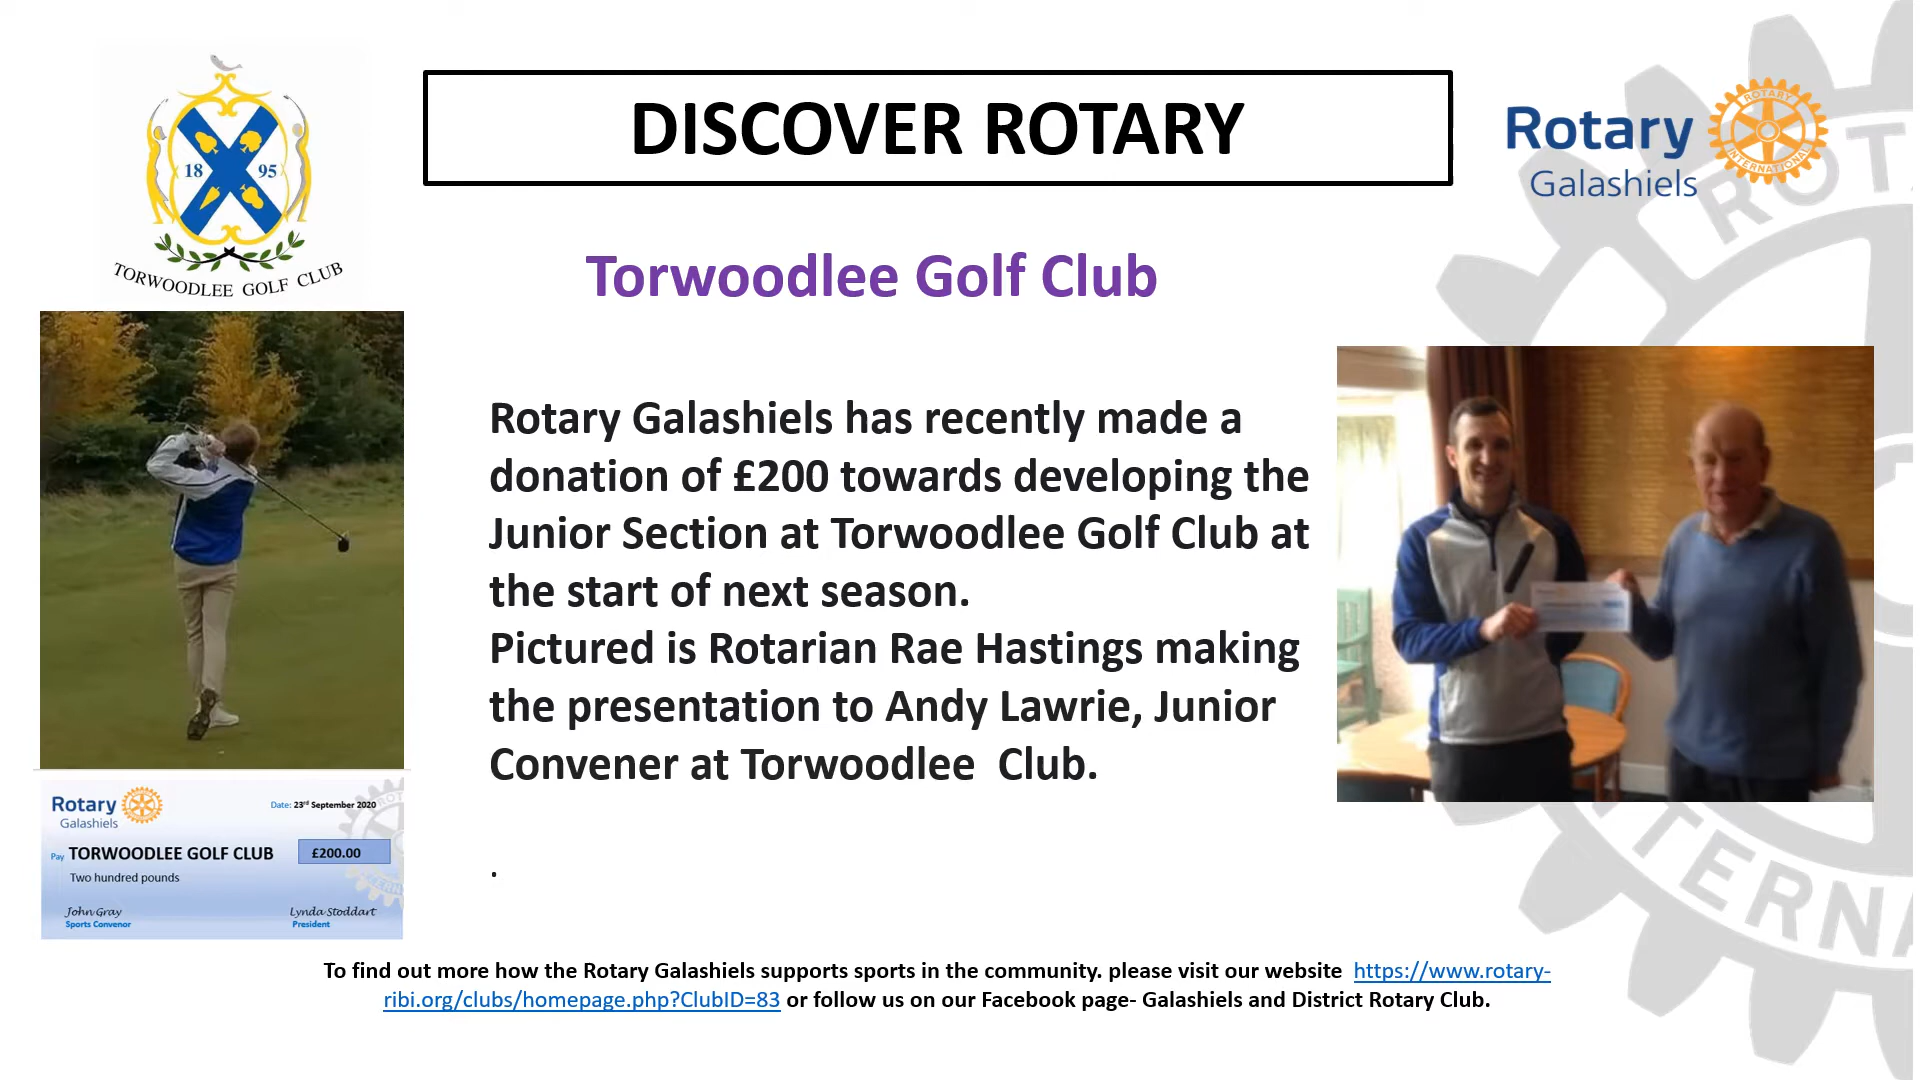 DISCOVER ROTARY
Rotary
Galashiels
ROTARY
INTERNATIONAL
18 95
TORWOODLEE GOLF CLUB
Torwoodlee Golf Club
Rotary Galashiels has recently made a
donation of £200 towards developing the
Junior Section at Torwoodlee Golf Club at
the start of next season.
Pictured is Rotarian Rae Hastings making
the presentation to Andy Lawrie, Junior
Convener at Torwoodlee  Club.
.
Rotary
Galashiels
Date: 23rd September 2020
Pay TORWOODLEE GOLF CLUB £200.00
Two hundred pounds
John Gray Lynda Stoddart
Sports Convenor President
To find out more how the Rotary Galashiels supports sports in the community. please visit our website  https://www.rotary-
ribi.org/clubs/homepage.php?ClubID=83 or follow us on our Facebook page- Galashiels and District Rotary Club.